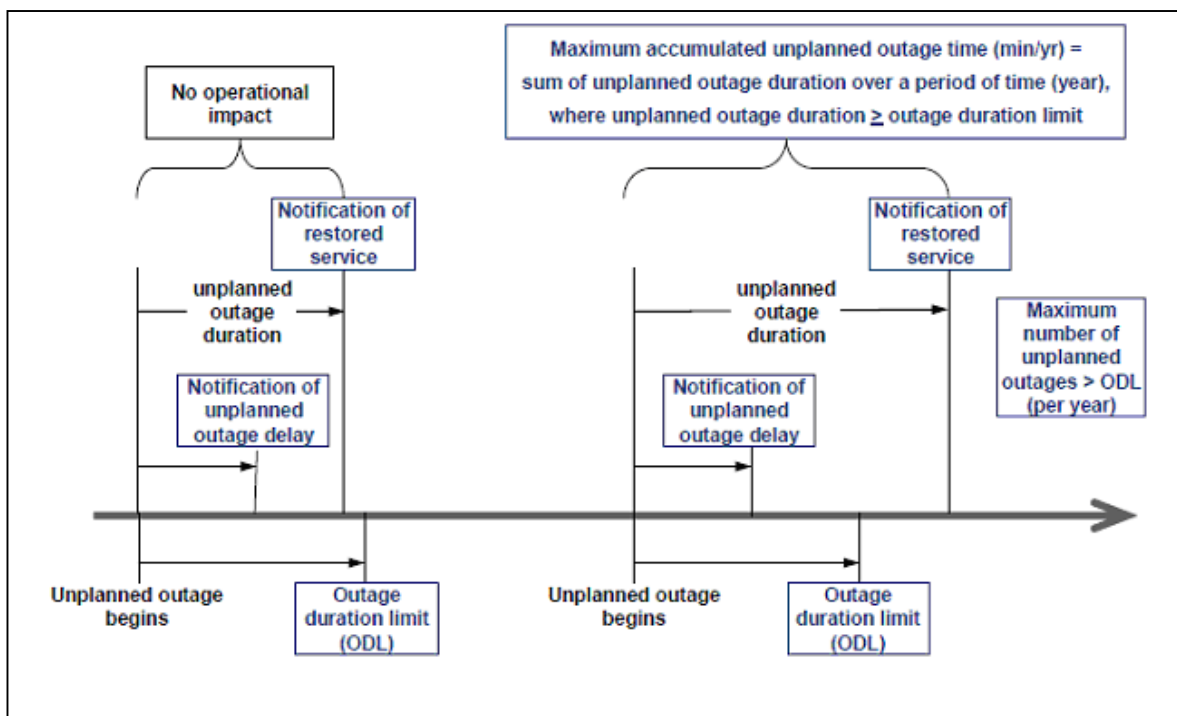 Maximum accumulated unplanned outage time (min/yr) =
sum of unplanned outage duration over a period of time (year),
where unplanned outage duration ≥ outage duration limit
No operational
impact
Notification of
restored
service
unplanned
outage
duration
Notification of
unplanned
outage delay
Unplanned outage
begins
Outage
duration limit
(ODL)
Notification of
restored
service
unplanned
outage
duration
Notification of
unplanned
outage delay
Unplanned outage
begins
Outage
duration limit
(ODL)
Maximum
number of
unplanned
outages > ODL
(per year)